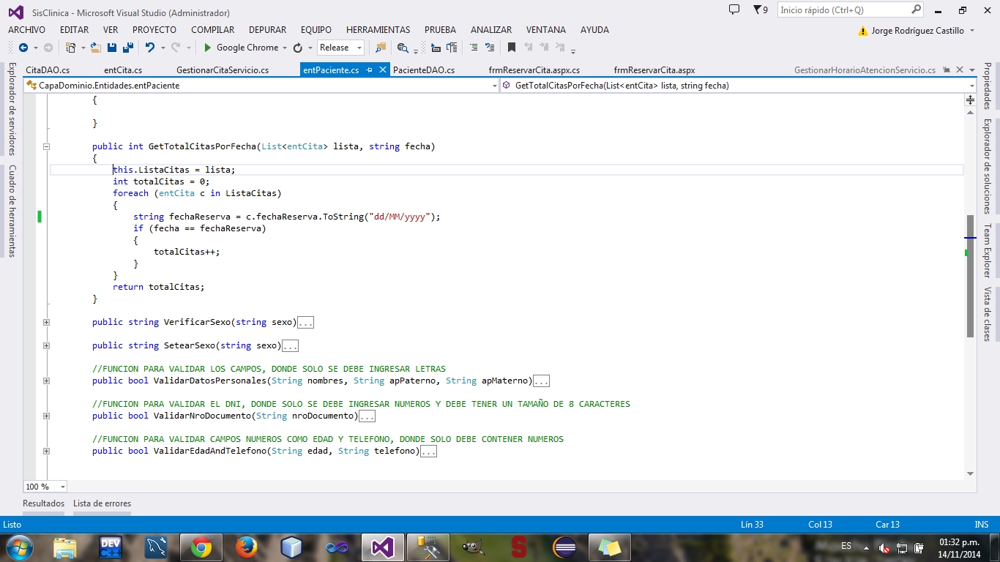 SisClinica - Microsoft Visual Studio (Administrador)
9
Inicio rápido (Ctrl+Q)
ARCHIVO EDITAR VER PROYECTO COMPILAR DEPURAR EQUIPO HERRAMIENTAS PRUEBA ANALIZAR VENTANA AYUDA
Jorge Rodríguez Castillo
Google Chrome Release
CitaDAO.cs entCita.cs GestionarCitaServicio.cs entPaciente.cs PacienteDAO.cs frmReservarCita.aspx.cs frmReservarCita.aspx GestionarHorarioAtencionServicio.cs
CapaDominio.Entidades.entPaciente GetTotalCitasPorFecha(List<entCita> lista, string fecha)
Explorador de servidores
Cuadro de herramientas
{
}
public int GetTotalCitasPorFecha(List<entCita> lista, string fecha)
{
this.ListaCitas = lista;
int totalCitas = 0;
foreach (entCita c in ListaCitas)
{
string fechaReserva = c.fechaReserva.ToString("dd/MM/yyyy");
if (fecha == fechaReserva)
{
totalCitas++;
}
}
return totalCitas;
}
public string VerificarSexo(string sexo)...
public string SetearSexo(string sexo)...
//FUNCION PARA VALIDAR LOS CAMPOS, DONDE SOLO SE DEBE INGRESAR LETRAS
public bool ValidarDatosPersonales(String nombres, String apPaterno, String apMaterno)...
//FUNCION PARA VALIDAR EL DNI, DONDE SOLO SE DEBE INGRESAR NUMEROS Y DEBE TENER UN TAMAÑO DE 8 CARACTERES
public bool ValidarNroDocumento(String nroDocumento)...
//FUNCION PARA VALIDAR CAMPOS NUMEROS COMO EDAD Y TELEFONO, DONDE SOLO DEBE CONTENER NUMEROS
public bool ValidarEdadAndTelefono(String edad, String telefono)...
Propiedades
Explorador de soluciones
Team Explorer
Vista de clases
100 %
Resultados Lista de errores
Listo Lín 33 Col 13 Car 13 INS
DEV
C++
S
ES
01:32 p.m.
14/11/2014